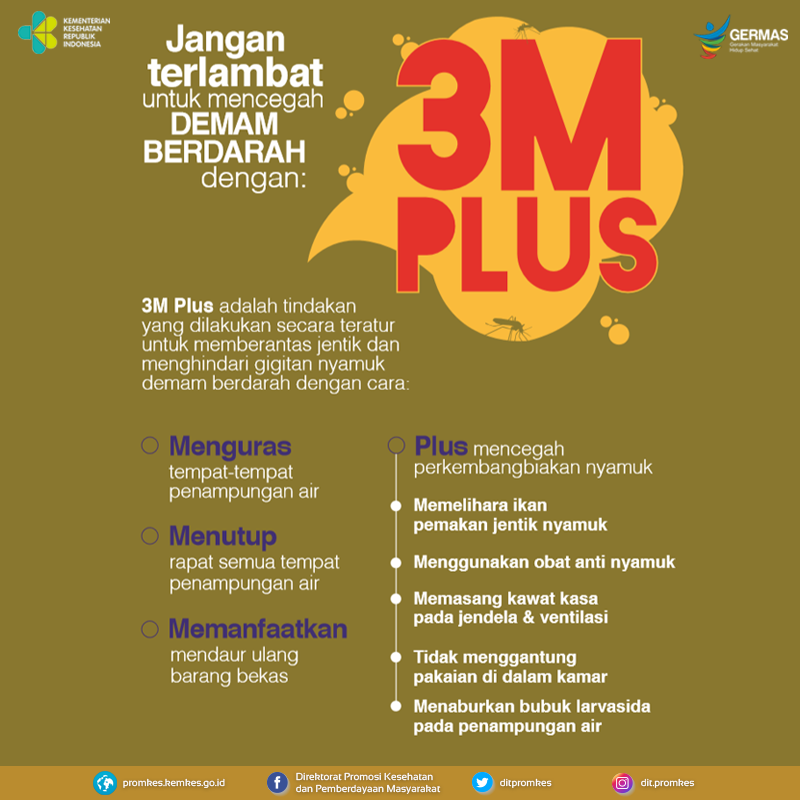 KEMENTERIAN
KESEHATAN
REPUBLIK
INDONESIA
GERMAS
Gerakan Masyarakat
Hidup Sehat
Jangan
terlambat
untuk mencegah
DEMAM
BERDARAH
dengan:
3M
PLUS
3M Plus adalah tindakan
yang dilakukan secara teratur
untuk memberantas jentik dan
menghindari gigitan nyamuk
demam berdarah dengan cara:
Menguras
tempat-tempat
penampungan air
Menutup
rapat semua tempat
penampungan air
Memanfaatkan
mendaur ulang
barang bekas
Plus mencegah
perkembangbiakan nyamuk
Memelihara ikan
pemakan jentik nyamuk
Menggunakan obat anti nyamuk
Memasang kawat kasa
pada jendela & ventilasi
Tidak menggantung
pakaian di dalam kamar
Menaburkan bubuk larvasida
pada penampungan air
promkes.kemkes.go.id
Direktorat Promosi Kesehatan
dan Pemberdayaan Masyarakat
ditpromkes
dit.promkes